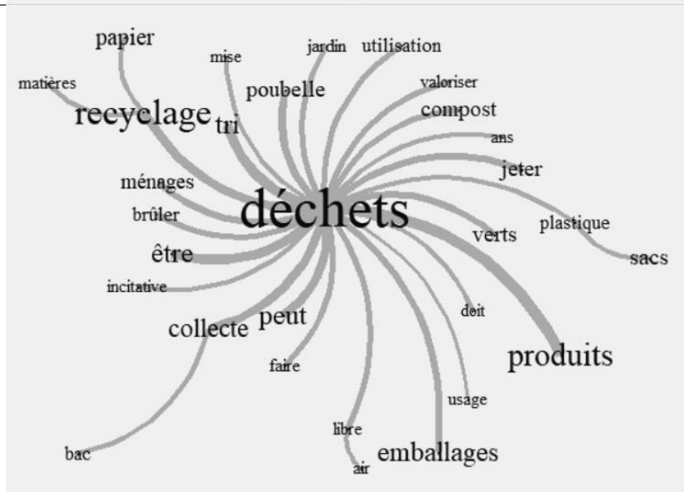 papier
mise
jardin
utilisation
matières
poubelle
valoriser
recyclage
tri
compost
ans
jeter
ménages
déchets
brûler
verts
plastique
être
sacs
incitative
collecte
peut
doit
faire
produits
usage
libre
bac
emballages
air